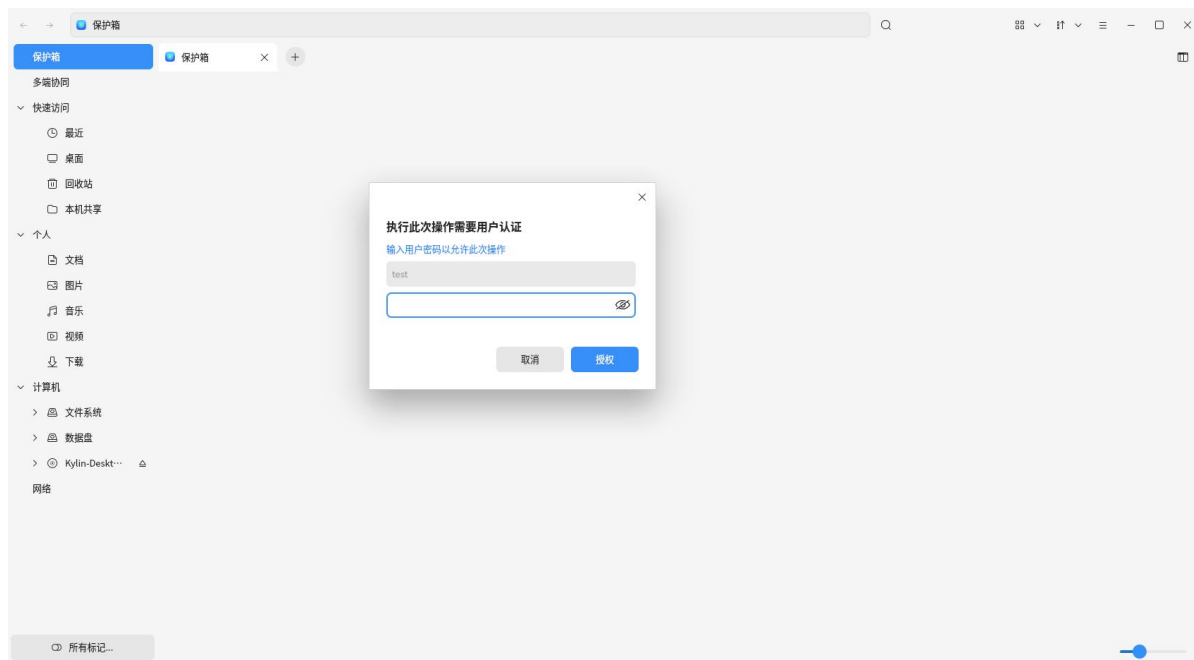 保护箱
保护箱
保护箱
多端协同
快速访问
最近
桌面
回收站
本机共享
个人
文档
图片
音乐
视频
下载
计算机
文件系统
数据盘
Kylin-Deskt…
网络
所有标记...
执行此次操作需要用户认证
输入用户密码以允许此次操作
test
取消
授权